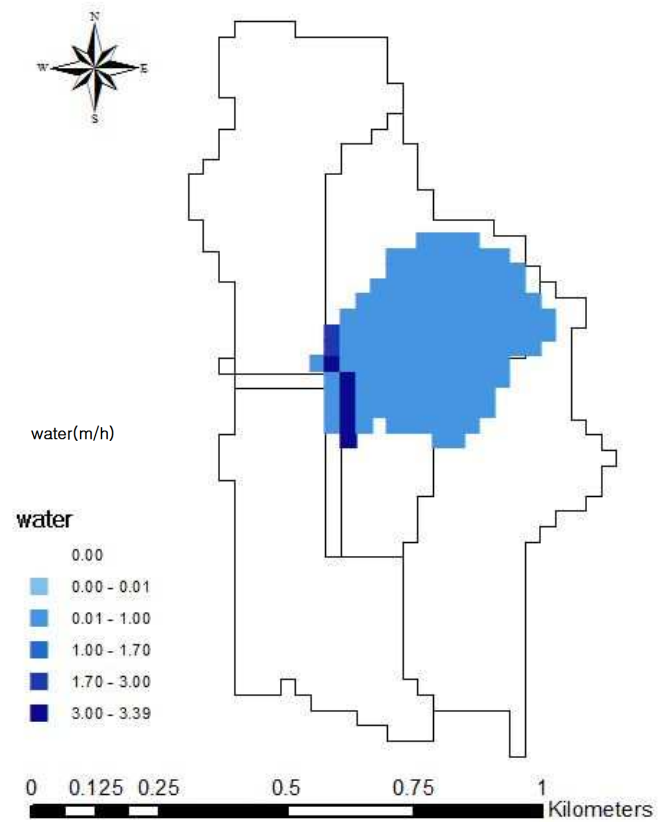 N
W E
S
water(m/h)
water
0.00
0.00 - 0.01
0.01 - 1.00
1.00 - 1.70
1.70 - 3.00
3.00 - 3.39
0 0.125 0.25 0.5 0.75 1
Kilometers